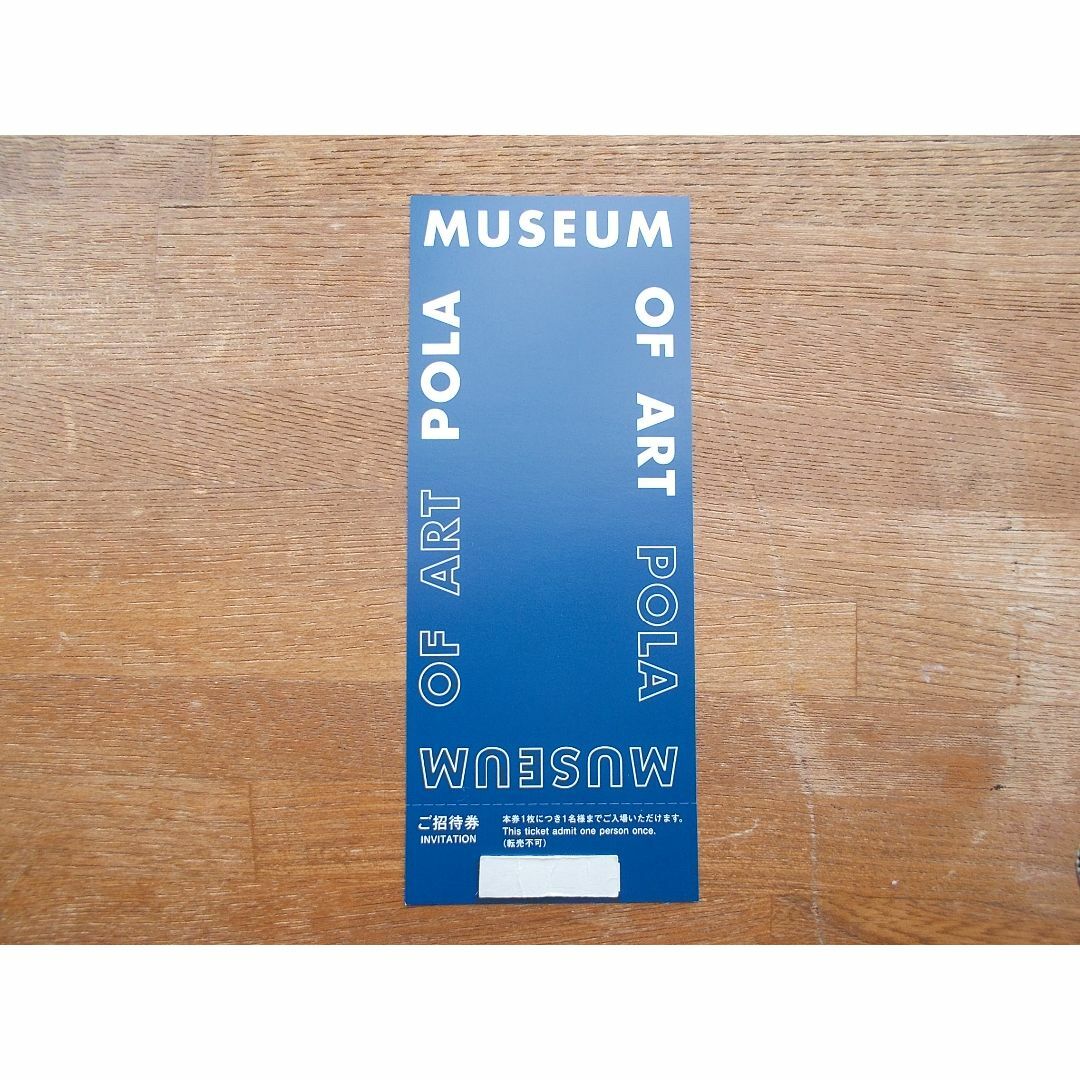 MUSEUM
OF ART
POLA
POLA
MUSEUM
OF ART
ご招待券
INVITATION
本券1枚につき1名様までご入場いただけます。
This ticket admit one person once.
(転売不可)